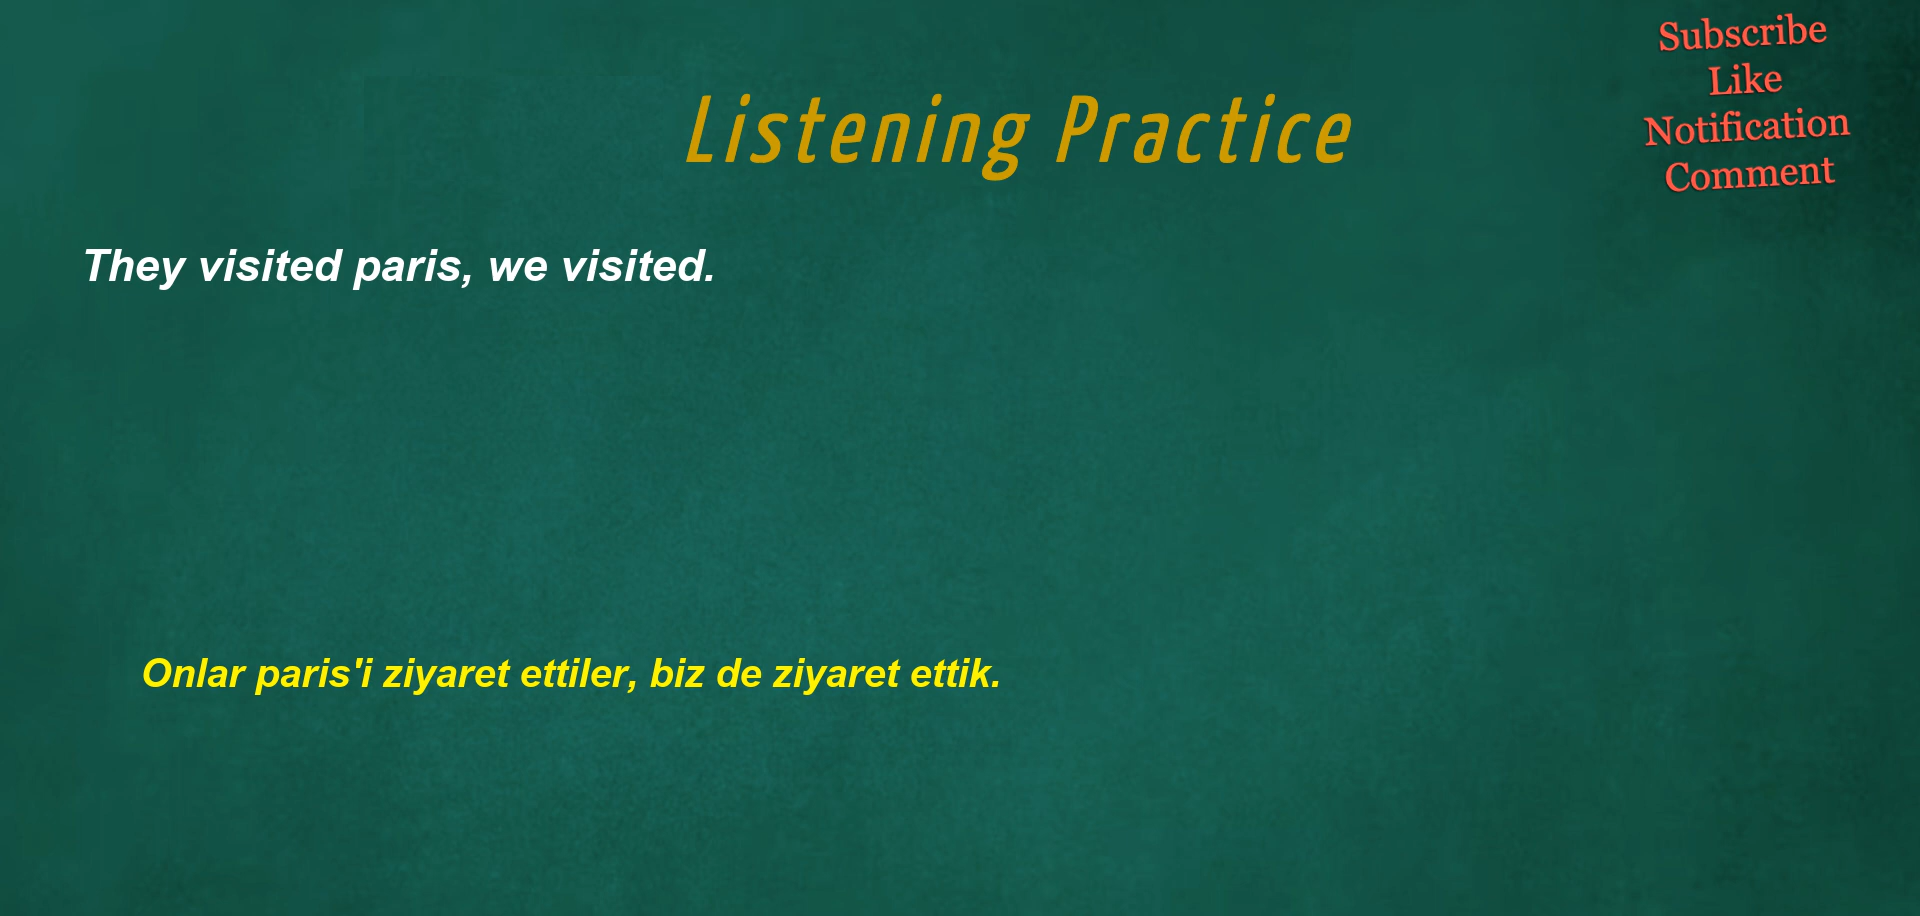 Subscribe
Like
Notification
Comment
Listening Practice
They visited paris, we visited.
Onlar paris'i ziyaret ettiler, biz de ziyaret ettik.